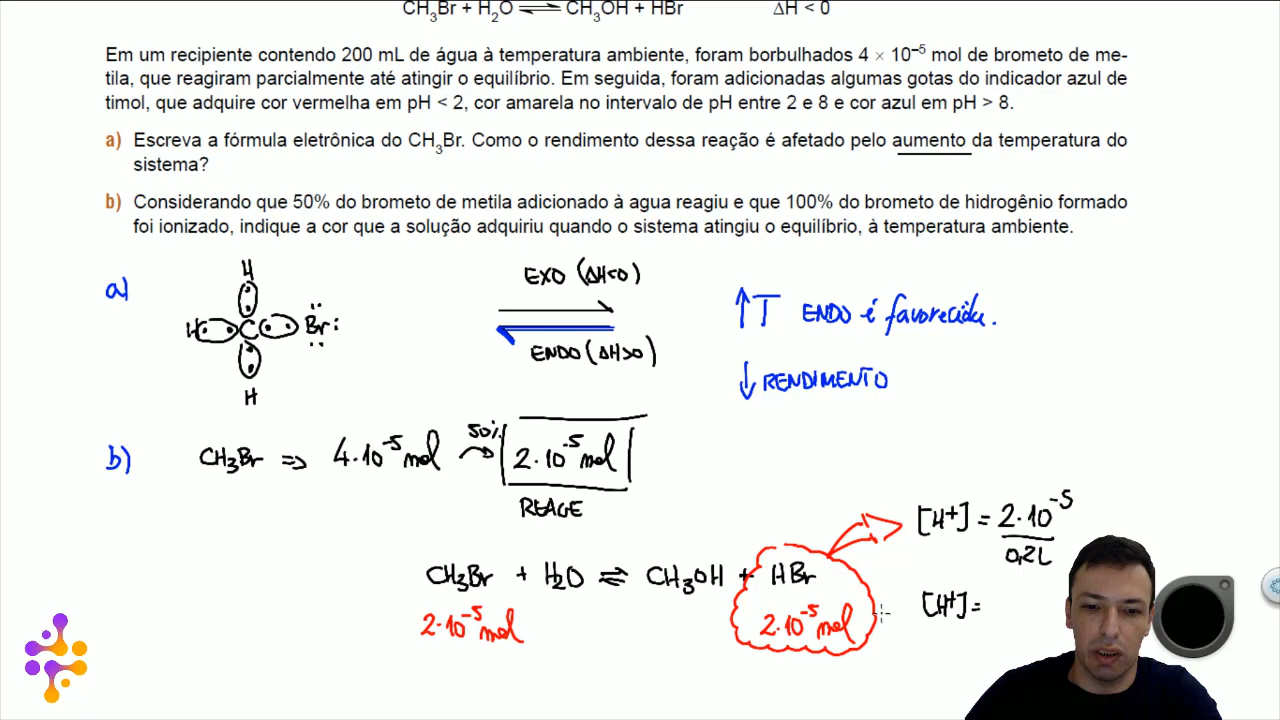 CH3Br + H2O ⇌ CH3OH + HBr ΔH < 0
Em um recipiente contendo 200 mL de água à temperatura ambiente, foram borbulhados 4 × 10⁻⁵ mol de brometo de me-
tila, que reagiram parcialmente até atingir o equilíbrio. Em seguida, foram adicionadas algumas gotas do indicador azul de
timol, que adquire cor vermelha em pH < 2, cor amarela no intervalo de pH entre 2 e 8 e cor azul em pH > 8.
a) Escreva a fórmula eletrônica do CH3Br. Como o rendimento dessa reação é afetado pelo aumento da temperatura do
sistema?
b) Considerando que 50% do brometo de metila adicionado à agua reagiu e que 100% do brometo de hidrogênio formado
foi ionizado, indique a cor que a solução adquiriu quando o sistema atingiu o equilíbrio, à temperatura ambiente.
a)
H
H C Br
H
EXO (ΔH<0)
ENDO (ΔH>0)
↑ T ENDO é favorecida.
↓ RENDIMENTO
b) CH3Br ⇒ 4·10⁻⁵ mol 50% 2·10⁻⁵ mol
REAGE
[H+] = 2·10⁻⁵
0,2L
CH3Br + H2O ⇌ CH3OH + HBr
[H+] =
2·10⁻⁵ mol 2·10⁻⁵ mol